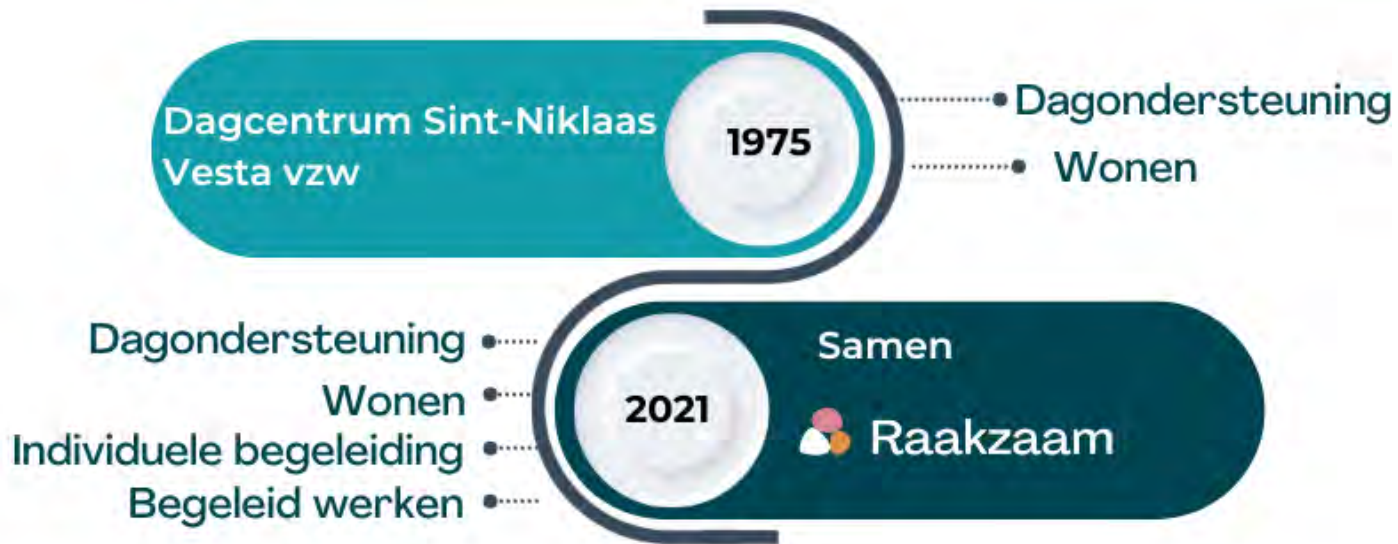 Dagcentrum Sint-Niklaas
Vesta vzw
1975
Dagondersteuning
Wonen
Dagondersteuning
Wonen
Individuele begeleiding
Begeleid werken
2021
Samen
Raakzaam